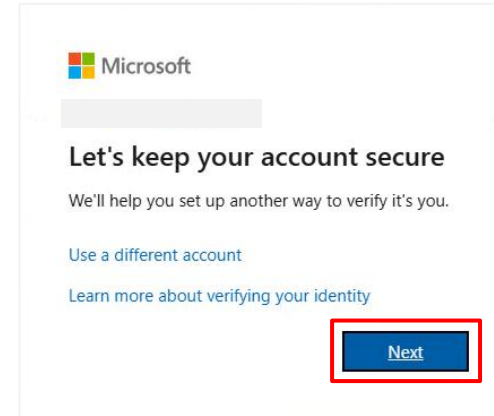 Microsoft
Let's keep your account secure
We'll help you set up another way to verify it's you.
Use a different account
Learn more about verifying your identity
Next